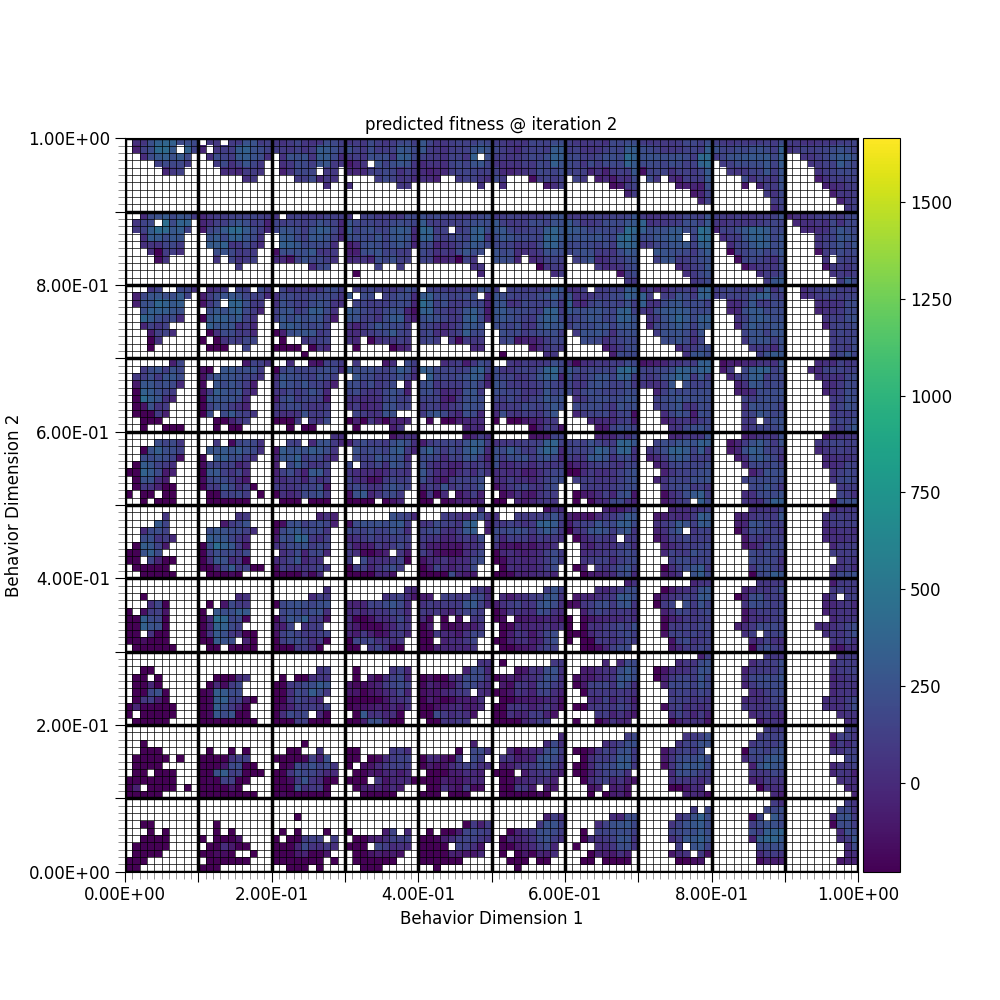 predicted fitness @ iteration 2
1.00E+00
8.00E-01
6.00E-01
4.00E-01
2.00E-01
0.00E+00
Behavior Dimension 2
0.00E+00 2.00E-01 4.00E-01 6.00E-01 8.00E-01 1.00E+00
Behavior Dimension 1
1500
1250
1000
750
500
250
0